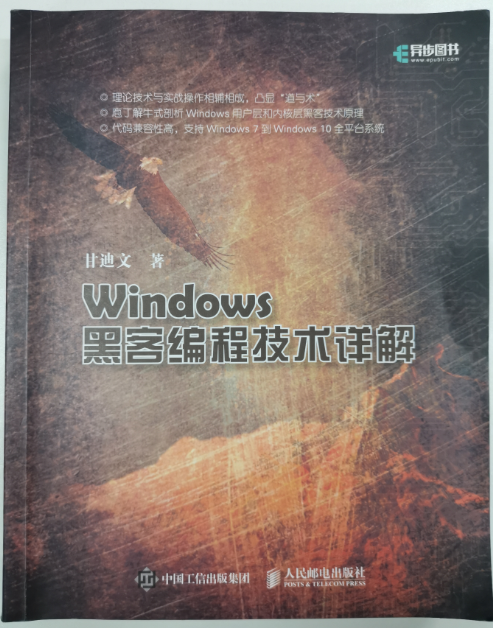 异步图书
www.epubit.com
◎ 理论技术与实战操作相辅相成，凸显“道与术”
◎ 庖丁解牛式剖析Windows用户层和内核层黑客技术原理
◎ 代码兼容性高，支持Windows 7到Windows 10全平台系统
甘迪文 著
Windows
黑客编程技术详解
中国工信出版集团 人民邮电出版社
POSTS & TELECOM PRESS